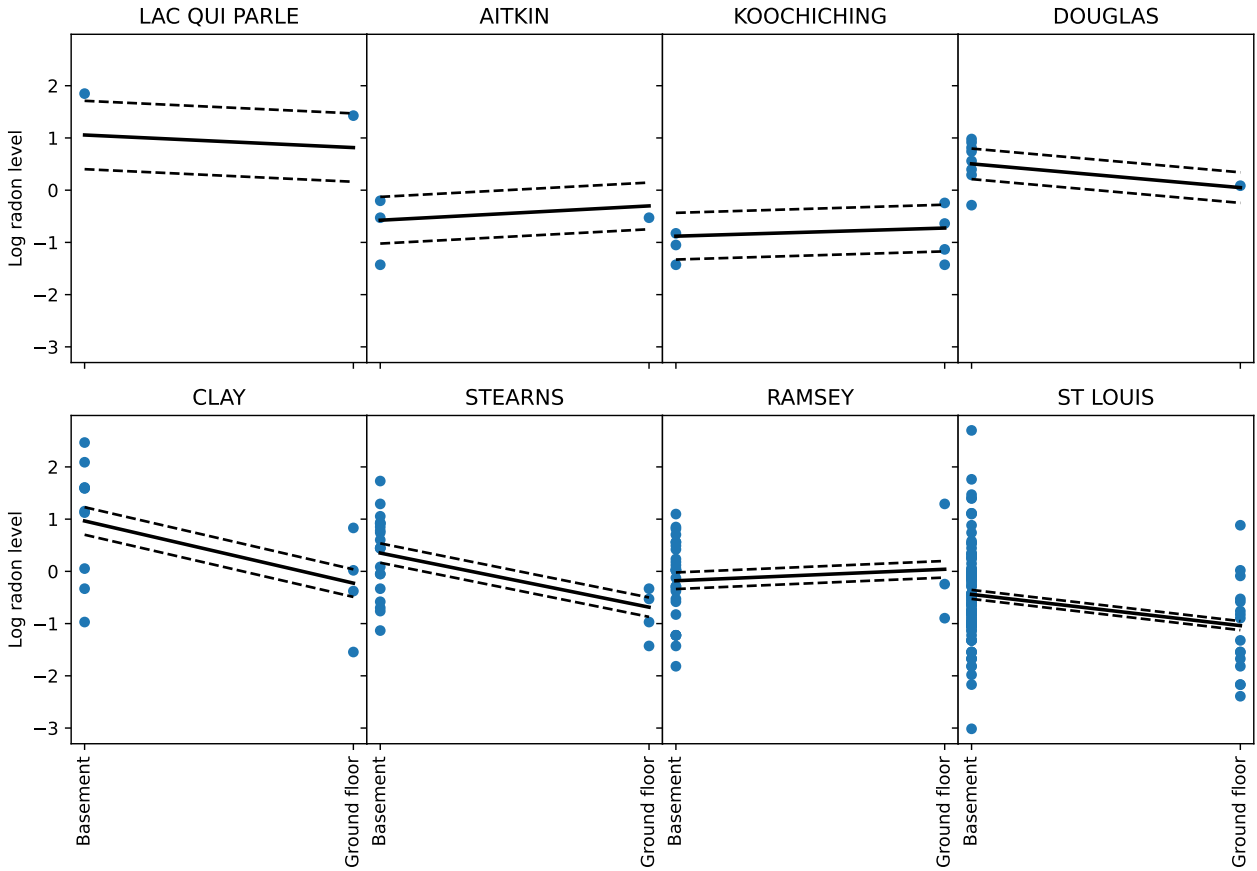 LAC QUI PARLE
AITKIN
KOOCHICHING
DOUGLAS
Log radon level
2
1
0
−1
−2
−3
CLAY
STEARNS
RAMSEY
ST LOUIS
Log radon level
2
1
0
−1
−2
−3
Basement
Ground floor
Basement
Ground floor
Basement
Ground floor
Basement
Ground floor